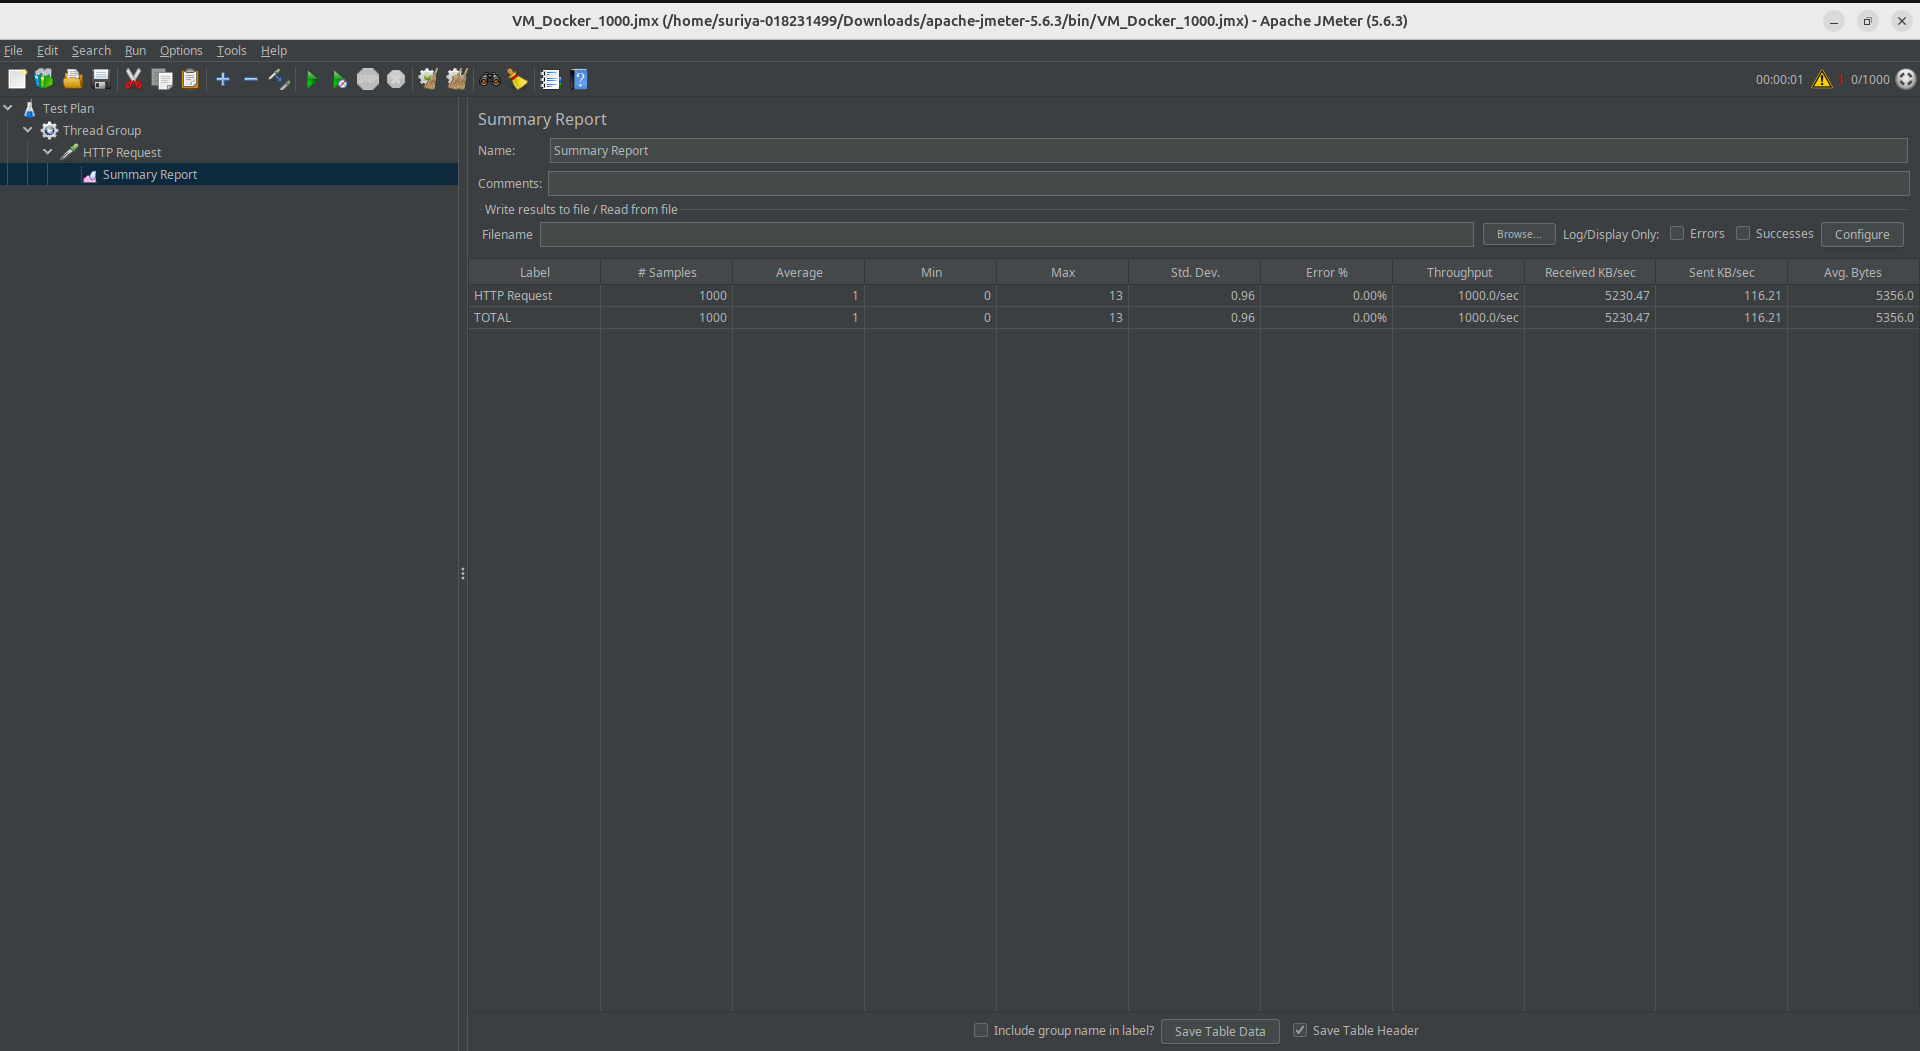 VM_Docker_1000.jmx (/home/suriya-018231499/Downloads/apache-jmeter-5.6.3/bin/VM_Docker_1000.jmx) - Apache JMeter (5.6.3)
File Edit Search Run Options Tools Help
00:00:01 1 0/1000
Test Plan
Thread Group
HTTP Request
Summary Report
Summary Report
Name: Summary Report
Comments:
Write results to file / Read from file
Filename Browse... Log/Display Only: Errors Successes Configure
Label # Samples Average Min Max Std. Dev. Error % Throughput Received KB/sec Sent KB/sec Avg. Bytes
HTTP Request 1000 1 0 13 0.96 0.00% 1000.0/sec 5230.47 116.21 5356.0
TOTAL 1000 1 0 13 0.96 0.00% 1000.0/sec 5230.47 116.21 5356.0
Include group name in label? Save Table Data Save Table Header